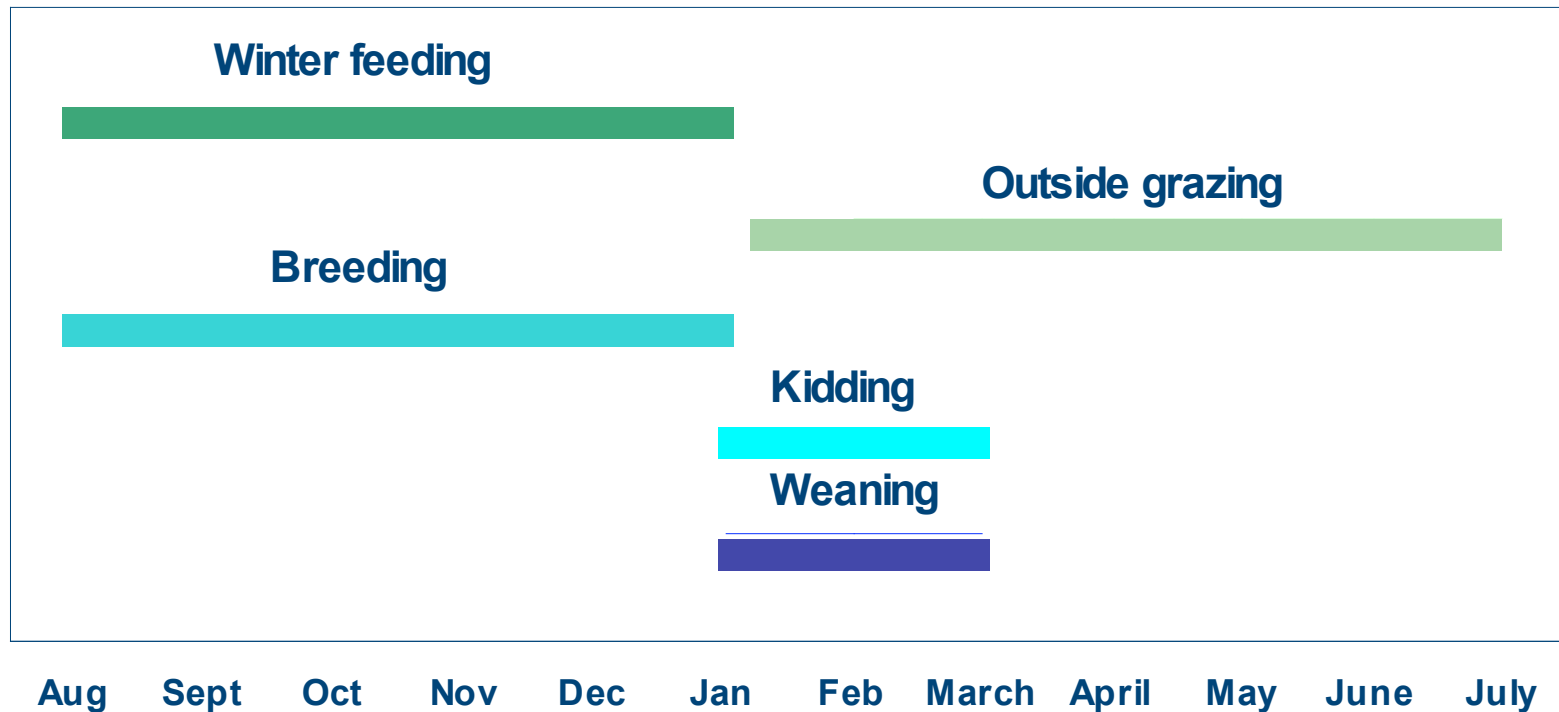 Winter feeding
Outside grazing
Breeding
Kidding
Weaning
Aug Sept Oct Nov Dec Jan Feb March April May June July